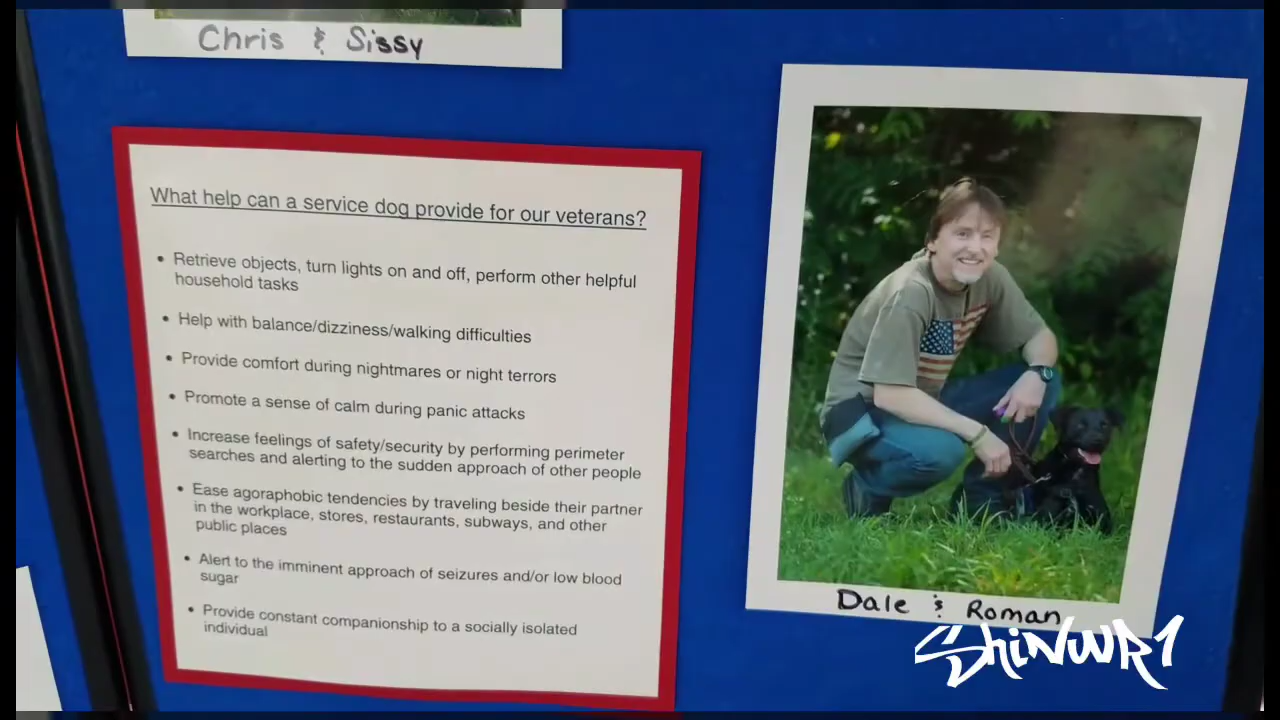 Chris & Sissy
What help can a service dog provide for our veterans?
• Retrieve objects, turn lights on and off, perform other helpful
household tasks
• Help with balance/dizziness/walking difficulties
• Provide comfort during nightmares or night terrors
• Promote a sense of calm during panic attacks
• Increase feelings of safety/security by performing perimeter
searches and alerting to the sudden approach of other people
• Ease agoraphobic tendencies by traveling beside their partner
in the workplace, stores, restaurants, subways, and other
public places
• Alert to the imminent approach of seizures and/or low blood
sugar
• Provide constant companionship to a socially isolated
individual
Dale & Roman
ShiNWR1